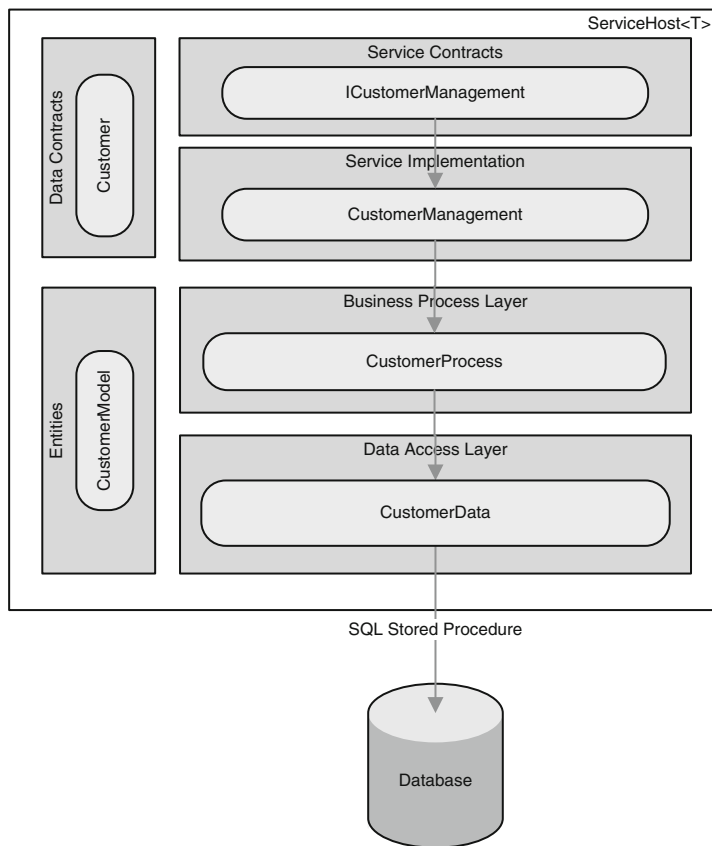 ServiceHost<T>
Data Contracts
Customer
Service Contracts
ICustomerManagement
Service Implementation
CustomerManagement
Entities
CustomerModel
Business Process Layer
CustomerProcess
Data Access Layer
CustomerData
SQL Stored Procedure
Database